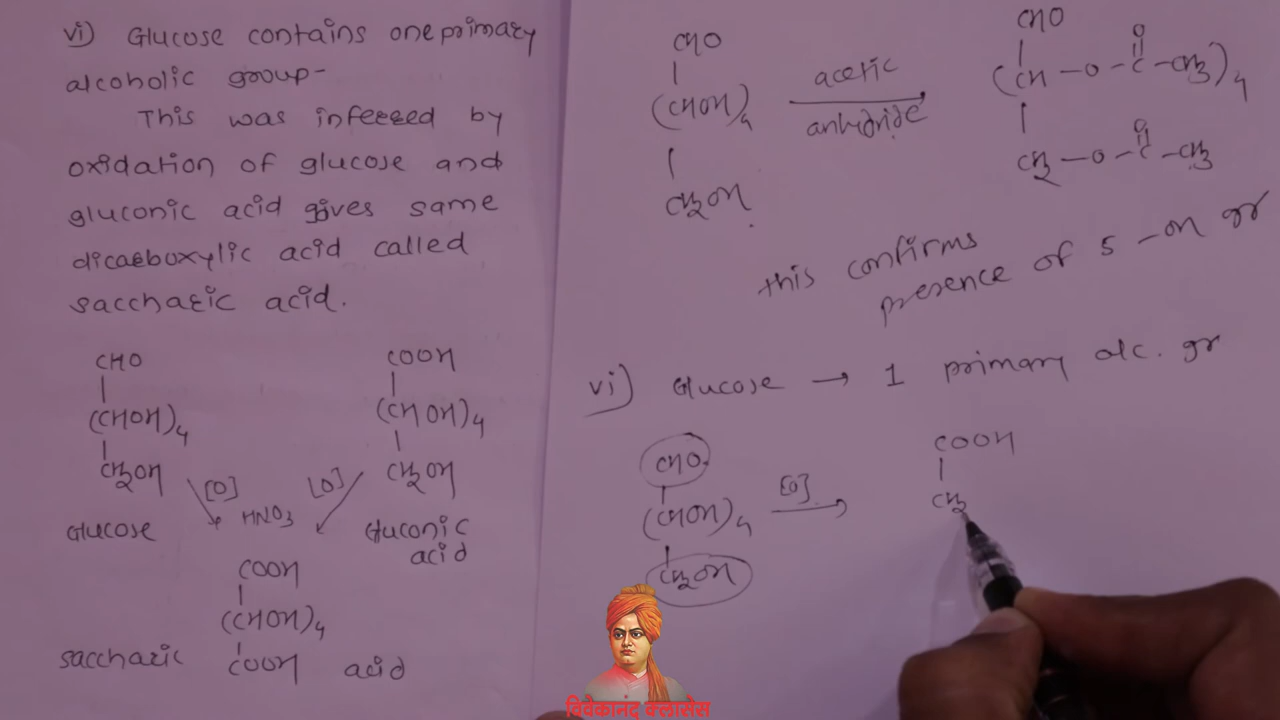 vi) Glucose contains one primary
alcoholic group-
This was inferred by
oxidation of glucose and
gluconic acid gives same
dicarboxylic acid called
saccharic acid.
CHO
|
(CHOH)4
|
CH2OH
Glucose
[O]
HNO3
[O]
COOH
|
(CHOH)4
|
CH2OH
Gluconic
acid
COOH
|
(CHOH)4
|
COOH
saccharic acid
CHO
|
(CHOH)4
|
CH2OH
acetic
anhydride
CHO
|
(CH-O-C-CH3)4
O
||
|
CH2-O-C-CH3
O
||
this confirms
presence of 5 -OH gr
vi) Glucose → 1 primary alc. gr
CHO
|
(CHOH)4
|
CH2OH
[O]
COOH
|
CH2
विवेकानंद क्लासेस